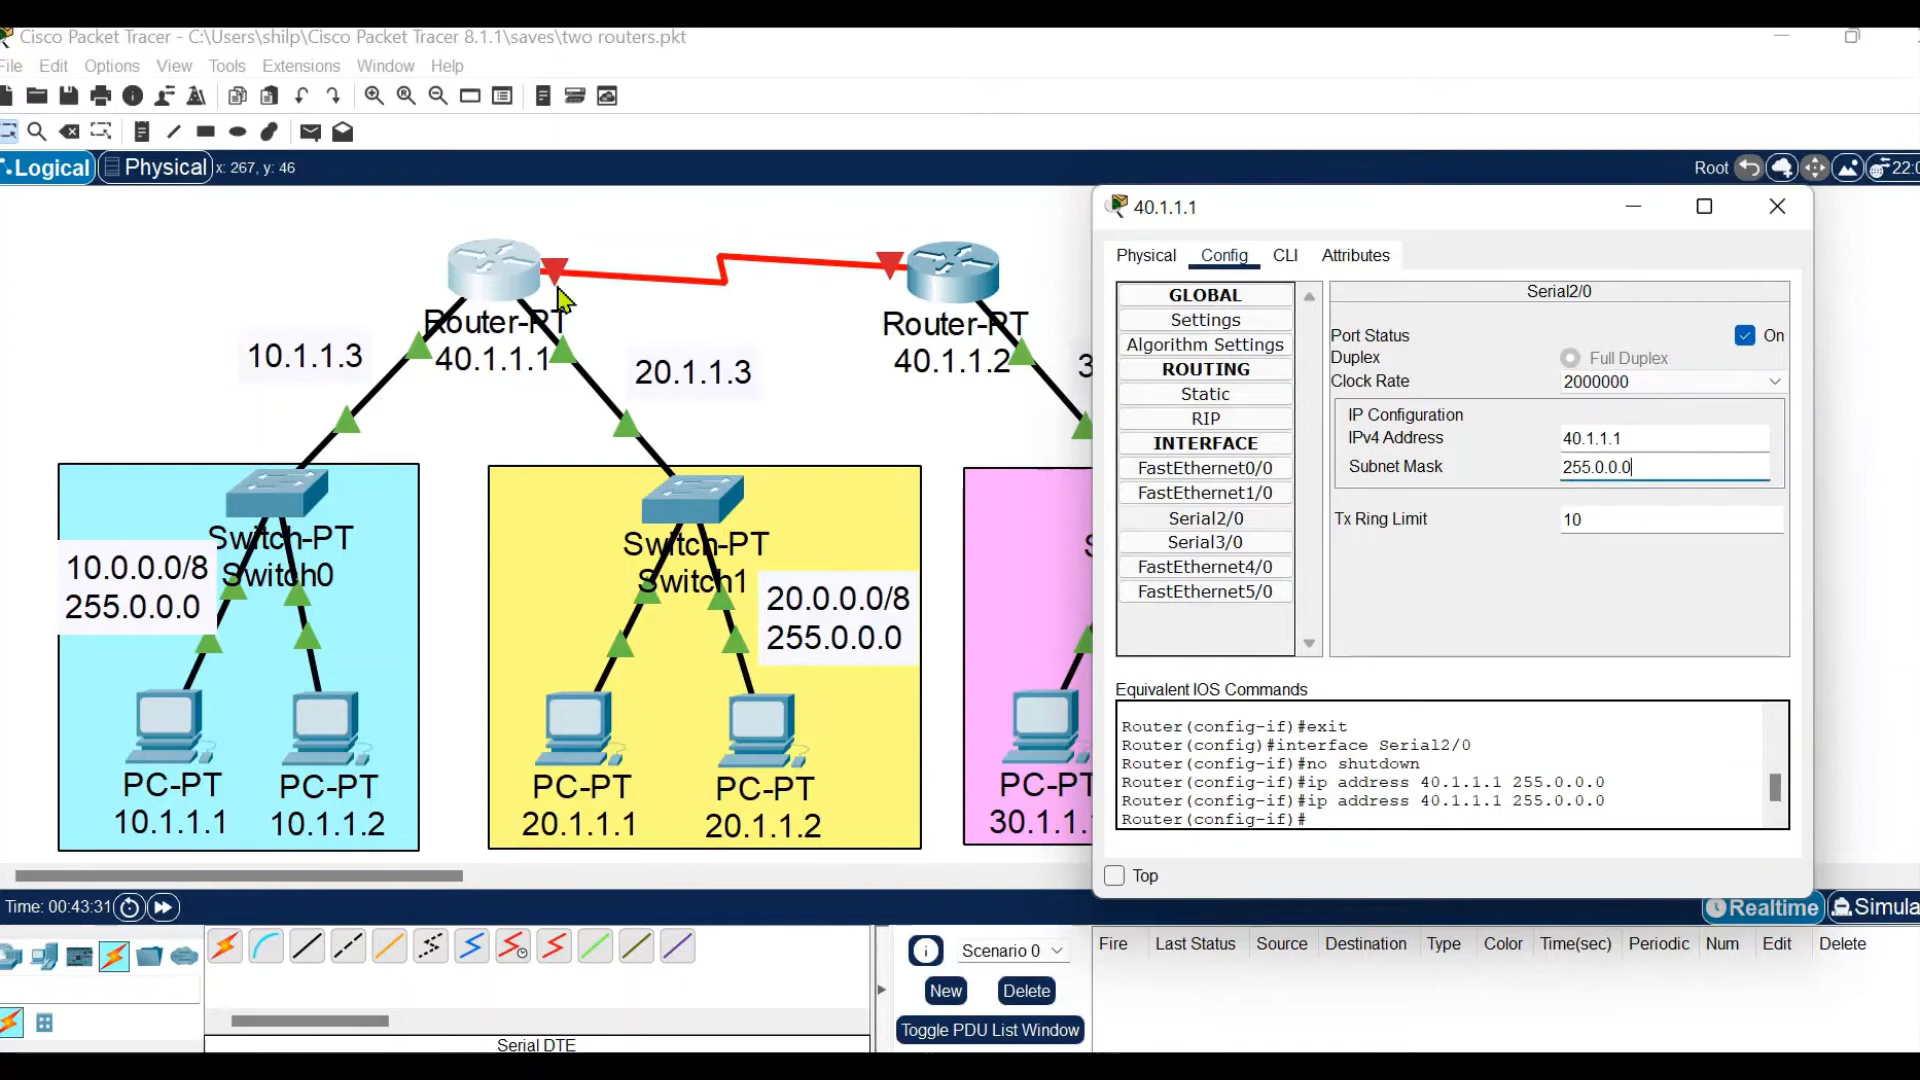 Cisco Packet Tracer - C:\Users\shilp\Cisco Packet Tracer 8.1.1\saves\two routers.pkt
File Edit Options View Tools Extensions Window Help
Logical Physical x: 267, y: 46
Root 22:0
40.1.1.1
Physical Config CLI Attributes
GLOBAL
Settings
Algorithm Settings
ROUTING
Static
RIP
INTERFACE
FastEthernet0/0
FastEthernet1/0
Serial2/0
Serial3/0
FastEthernet4/0
FastEthernet5/0
Serial2/0
Port Status On
Duplex Full Duplex
Clock Rate 2000000
IP Configuration
IPv4 Address 40.1.1.1
Subnet Mask 255.0.0.0
Tx Ring Limit 10
Equivalent IOS Commands
Router(config-if)#exit
Router(config)#interface Serial2/0
Router(config-if)#no shutdown
Router(config-if)#ip address 40.1.1.1 255.0.0.0
Router(config-if)#ip address 40.1.1.1 255.0.0.0
Router(config-if)#
Top
Router-PT
40.1.1.1
Router-PT
40.1.1.2
10.1.1.3
20.1.1.3
3
Switch-PT
Switch0
10.0.0.0/8
255.0.0.0
Switch-PT
Switch1
20.0.0.0/8
255.0.0.0
S
PC-PT
10.1.1.1
PC-PT
10.1.1.2
PC-PT
20.1.1.1
PC-PT
20.1.1.2
PC-PT
30.1.1.
Time: 00:43:31
Realtime Simula
Scenario 0
New Delete
Toggle PDU List Window
Fire Last Status Source Destination Type Color Time(sec) Periodic Num Edit Delete
Serial DTE